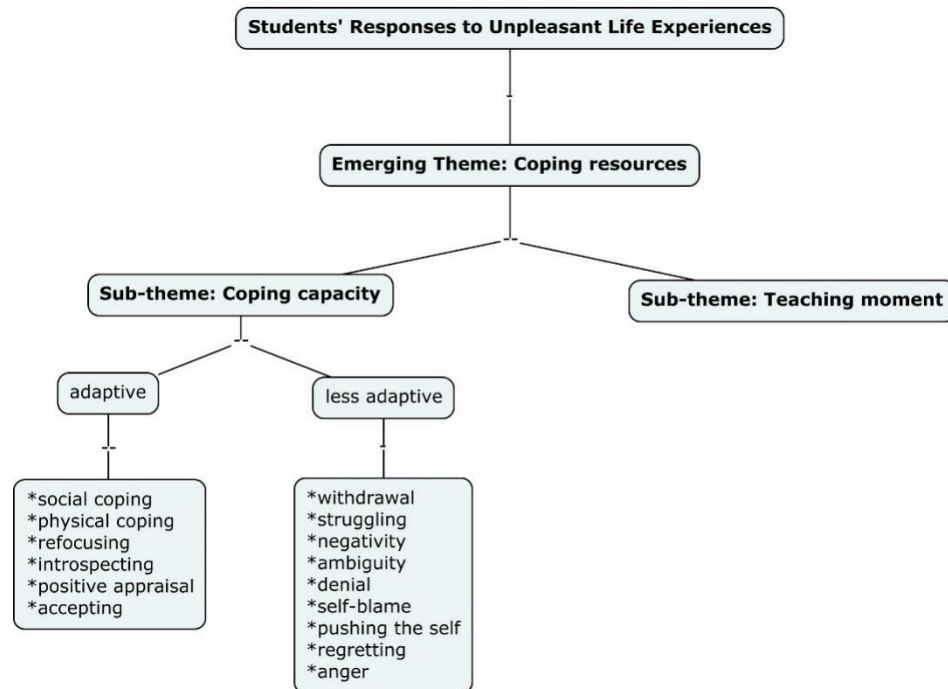 Students' Responses to Unpleasant Life Experiences
Emerging Theme: Coping resources
Sub-theme: Coping capacity
Sub-theme: Teaching moment
adaptive
less adaptive
*social coping
*physical coping
*refocusing
*introspecting
*positive appraisal
*accepting
*withdrawal
*struggling
*negativity
*ambiguity
*denial
*self-blame
*pushing the self
*regretting
*anger